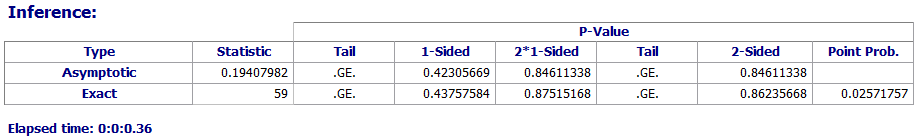 Inference:
P-Value
Type Statistic Tail 1-Sided 2*1-Sided Tail 2-Sided Point Prob.
Asymptotic 0.19407982 .GE. 0.42305669 0.84611338 .GE. 0.84611338
Exact 59 .GE. 0.43757584 0.87515168 .GE. 0.86235668 0.02571757
Elapsed time: 0:0:0.36